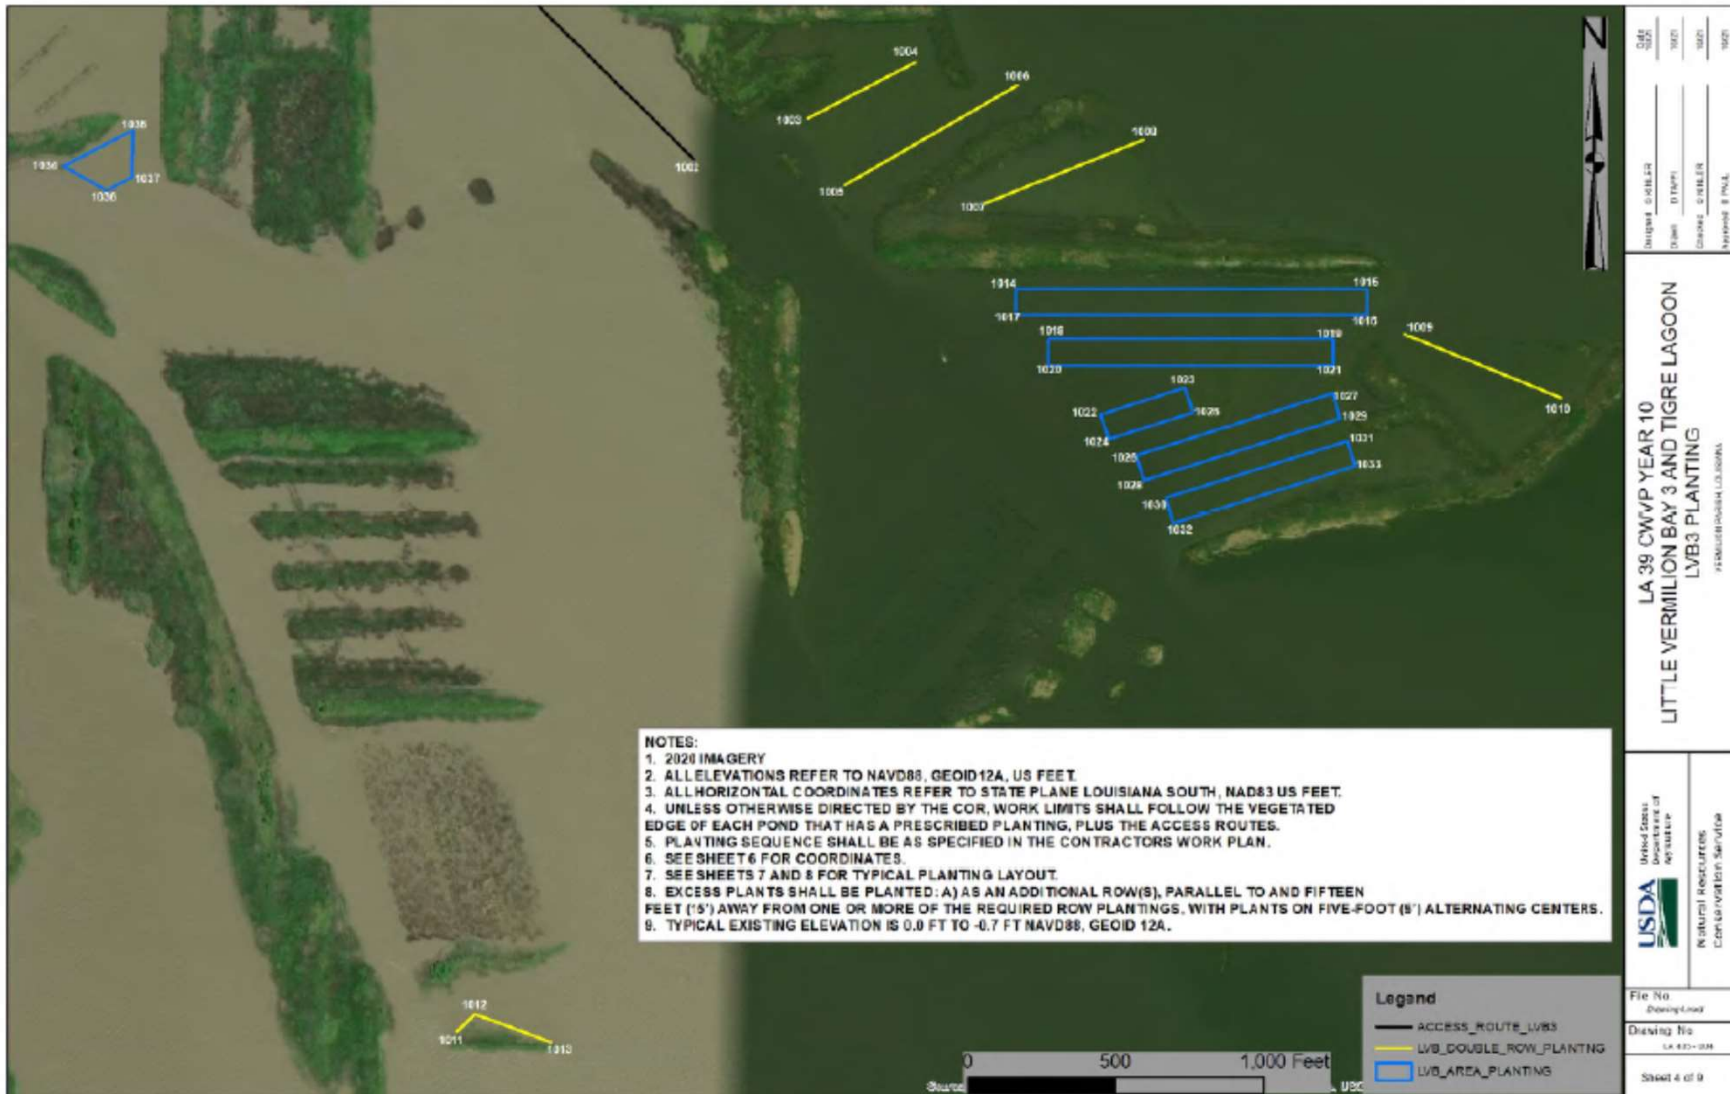 1004
1006
1003
1002
1005
1007
1035
1037
1014
1017
1018
1019
1020
1021
1009
1010
1023
1022
1025
1024
1027
1029
1031
1033
1028
1030
1032
NOTES:
1. 2020 IMAGERY
2. ALL ELEVATIONS REFER TO NAVD88, GEOID12A, US FEET.
3. ALL HORIZONTAL COORDINATES REFER TO STATE PLANE LOUISIANA SOUTH, NAD83 US FEET.
4. UNLESS OTHERWISE DIRECTED BY THE COR, WORK LIMITS SHALL FOLLOW THE VEGETATED
EDGE OF EACH POND THAT HAS A PRESCRIBED PLANTING, PLUS THE ACCESS ROUTES.
5. PLANTING SEQUENCE SHALL BE AS SPECIFIED IN THE CONTRACTORS WORK PLAN.
6. SEE SHEET 6 FOR COORDINATES.
7. SEE SHEETS 7 AND 8 FOR TYPICAL PLANTING LAYOUT.
8. EXCESS PLANTS SHALL BE PLANTED: A) AS AN ADDITIONAL ROW(S), PARALLEL TO AND FIFTEEN
FEET (15') AWAY FROM ONE OR MORE OF THE REQUIRED ROW PLANTINGS, WITH PLANTS ON FIVE-FOOT (5') ALTERNATING CENTERS.
9. TYPICAL EXISTING ELEVATION IS 0.0 FT TO -0.7 FT NAVD88, GEOID 12A.
1012
1011
1013
0 500 1,000 Feet
Legend
ACCESS_ROUTE_LVB3
LVB_DOUBLE_ROW_PLANTNG
LVB_AREA_PLANTING
N
Date
Designed
Checked
LA 39 CWVP YEAR 10
LITTLE VERMILION BAY 3 AND TIGRE LAGOON
LVB3 PLANTING
USDA
United States
Department of
Agriculture
Natural Resources
Conservation Service
File No
Drawing No
Sheet 4 of 9